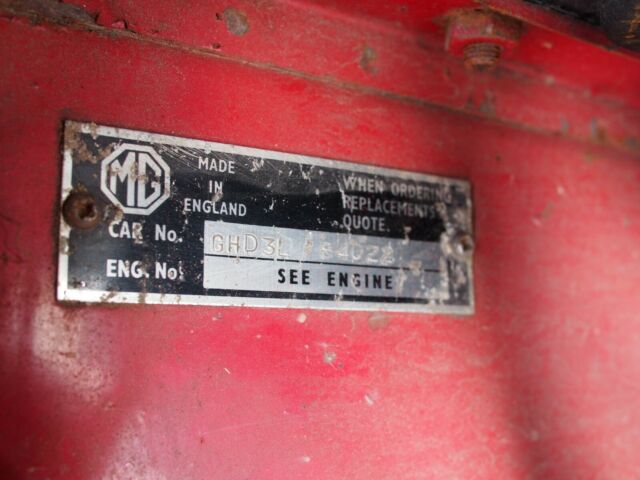 MG
MADE
IN
ENGLAND
WHEN ORDERING
REPLACEMENTS
QUOTE.
CAR No. GHD3L
ENG. No. SEE ENGINE